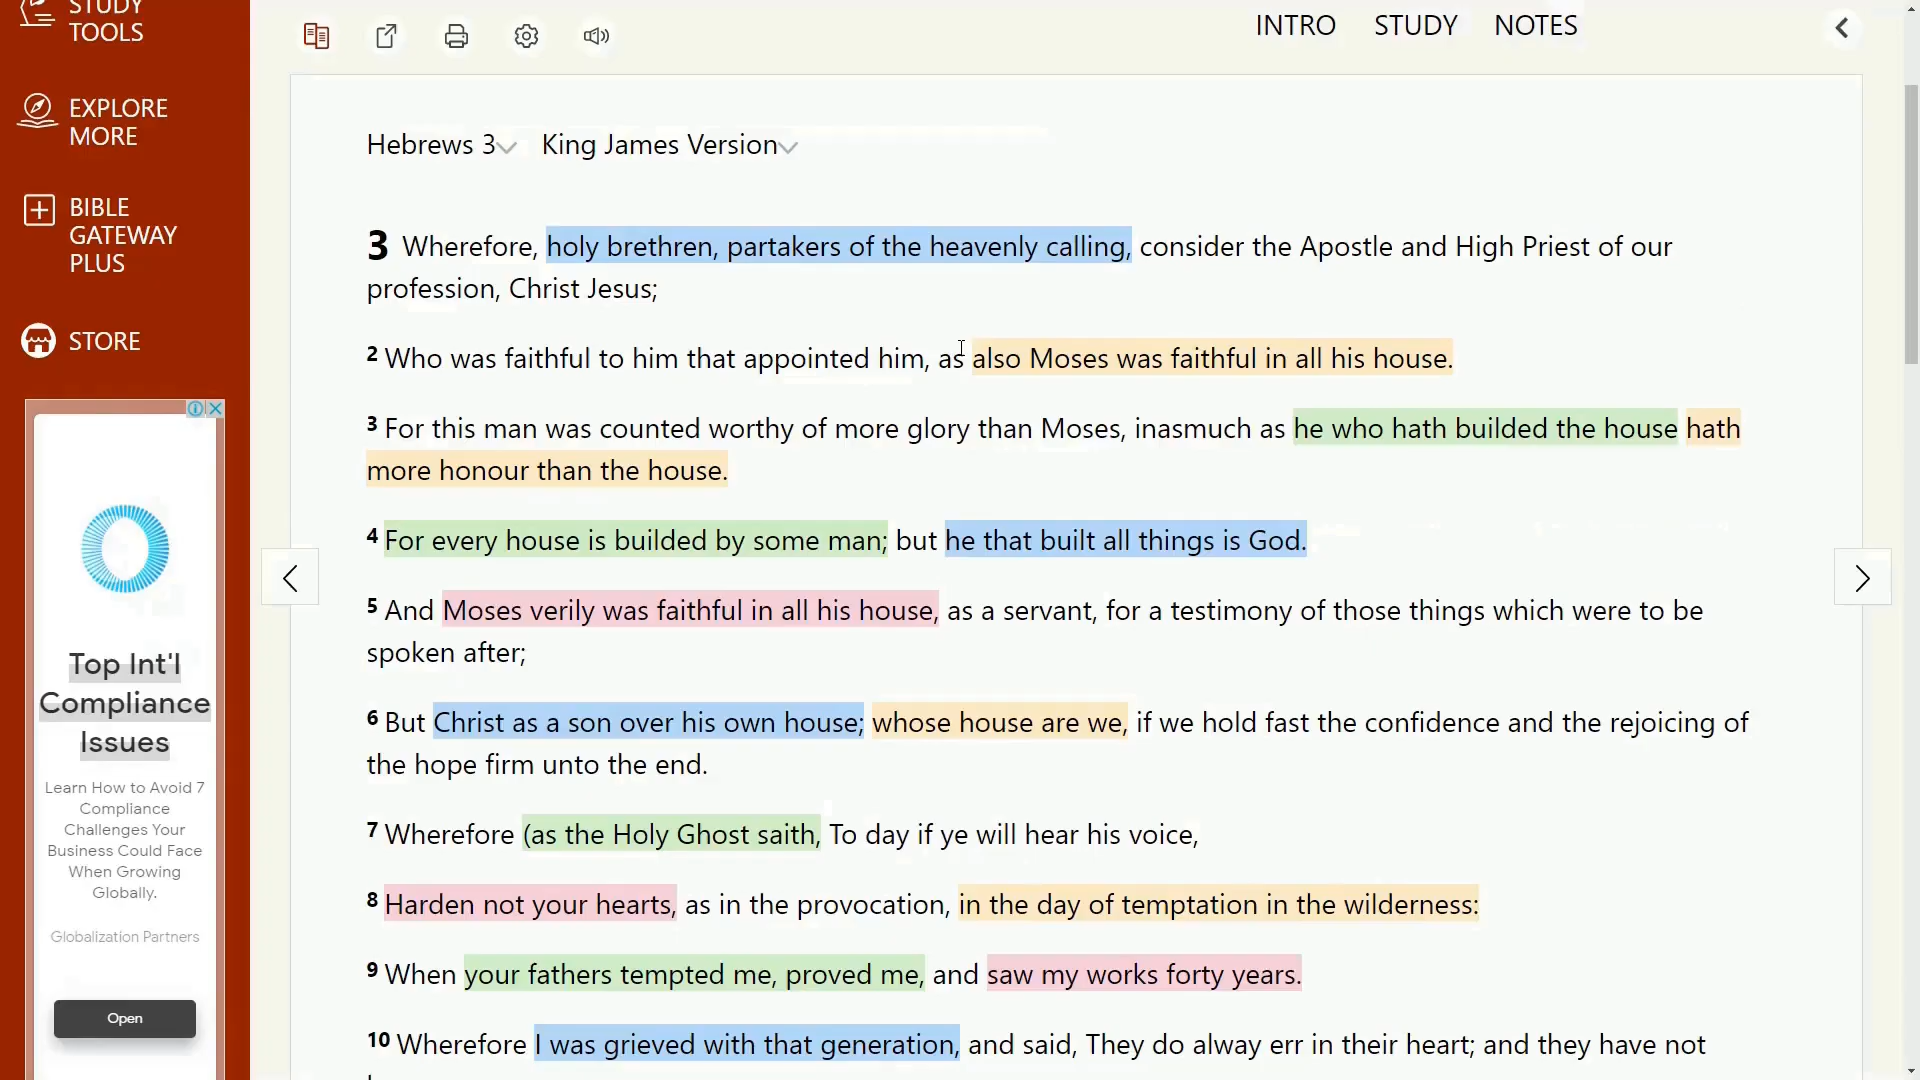 STUDY
TOOLS
EXPLORE
MORE
BIBLE
GATEWAY
PLUS
STORE
Top Int'l
Compliance
Issues
Learn How to Avoid 7
Compliance
Challenges Your
Business Could Face
When Growing
Globally.
Globalization Partners
Open
INTRO STUDY NOTES
Hebrews 3 King James Version
3 Wherefore, holy brethren, partakers of the heavenly calling, consider the Apostle and High Priest of our
profession, Christ Jesus;
2 Who was faithful to him that appointed him, as also Moses was faithful in all his house.
3 For this man was counted worthy of more glory than Moses, inasmuch as he who hath builded the house hath
more honour than the house.
4 For every house is builded by some man; but he that built all things is God.
5 And Moses verily was faithful in all his house, as a servant, for a testimony of those things which were to be
spoken after;
6 But Christ as a son over his own house; whose house are we, if we hold fast the confidence and the rejoicing of
the hope firm unto the end.
7 Wherefore (as the Holy Ghost saith, To day if ye will hear his voice,
8 Harden not your hearts, as in the provocation, in the day of temptation in the wilderness:
9 When your fathers tempted me, proved me, and saw my works forty years.
10 Wherefore I was grieved with that generation, and said, They do alway err in their heart; and they have not